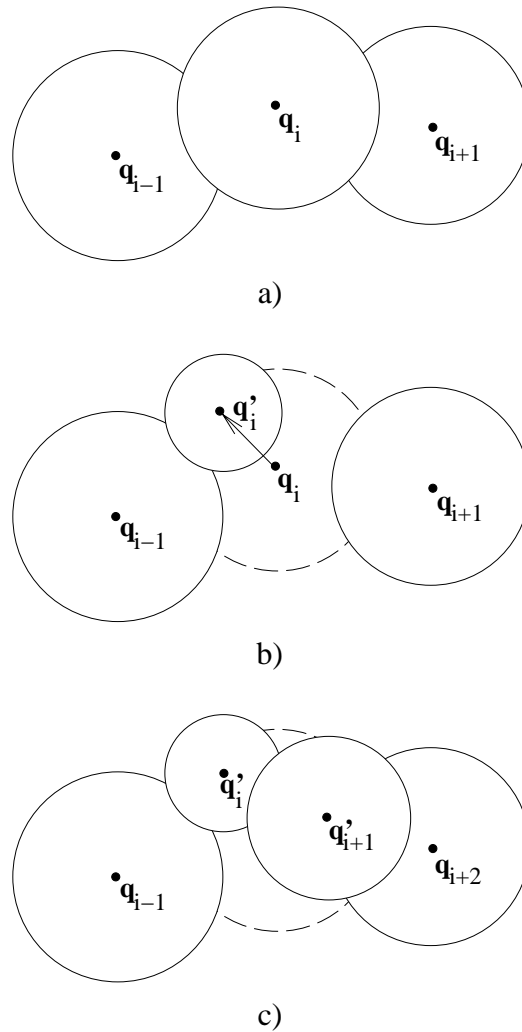 q_i
q_{i−1}
q_{i+1}
a)
q'_i
q_i
q_{i−1}
q_{i+1}
b)
q'_i
q'_{i+1}
q_{i−1}
q_{i+2}
c)